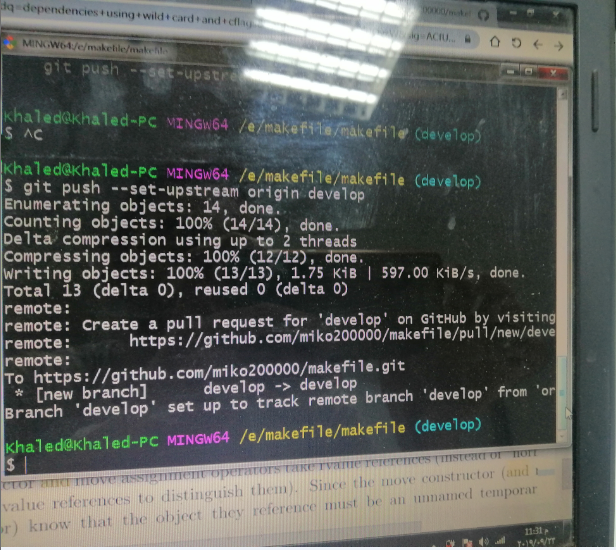 dq=dependencies+using+wild+card+and+cflag
MINGW64:/e/makefile/makefile
git push --set-upstre
Khaled@Khaled-PC MINGW64 /e/makefile/makefile (develop)
$ ^C
Khaled@Khaled-PC MINGW64 /e/makefile/makefile (develop)
$ git push --set-upstream origin develop
Enumerating objects: 14, done.
Counting objects: 100% (14/14), done.
Delta compression using up to 2 threads
Compressing objects: 100% (12/12), done.
Writing objects: 100% (13/13), 1.75 KiB | 597.00 KiB/s, done.
Total 13 (delta 0), reused 0 (delta 0)
remote:
remote: Create a pull request for 'develop' on GitHub by visiting
remote:      https://github.com/miko200000/makefile/pull/new/deve
remote:
To https://github.com/miko200000/makefile.git
 * [new branch]      develop -> develop
Branch 'develop' set up to track remote branch 'develop' from 'or
Khaled@Khaled-PC MINGW64 /e/makefile/makefile (develop)
$
ctor and move assignment operators take rvalue references (instead of
value references to distinguish them). Since the move constructor (and
or) know that the object they reference must be an unnamed temporar